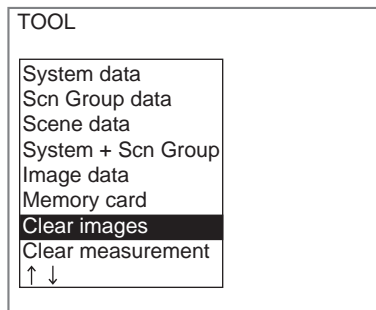 TOOL
System data
Scn Group data
Scene data
System + Scn Group
Image data
Memory card
Clear images
Clear measurement
↑ ↓